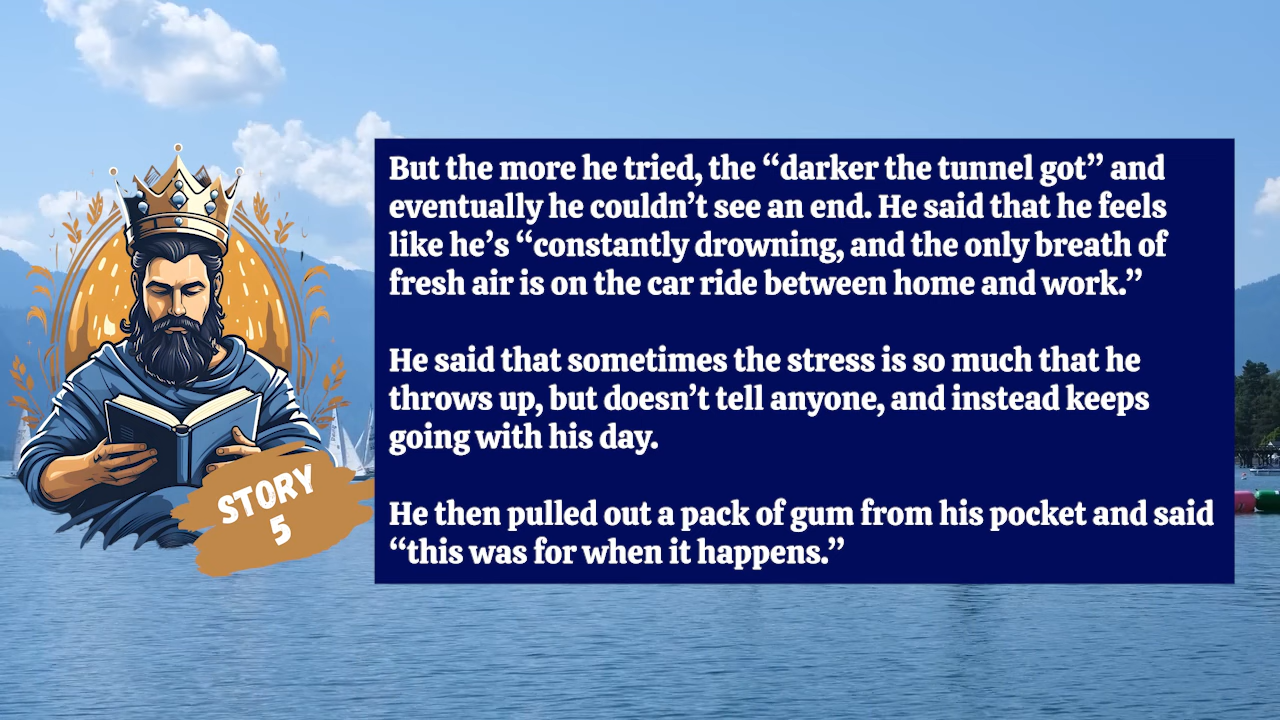 But the more he tried, the “darker the tunnel got” and
eventually he couldn’t see an end. He said that he feels
like he’s “constantly drowning, and the only breath of
fresh air is on the car ride between home and work.”
He said that sometimes the stress is so much that he
throws up, but doesn’t tell anyone, and instead keeps
going with his day.
He then pulled out a pack of gum from his pocket and said
“this was for when it happens.”
STORY
5